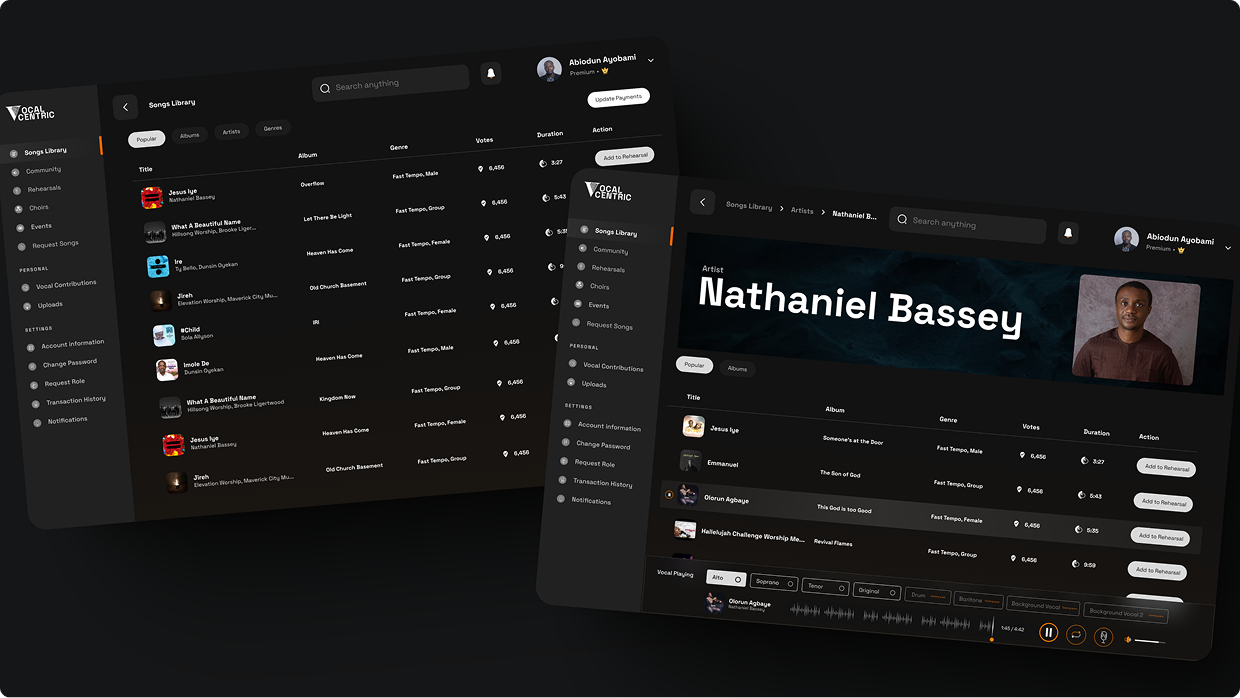 VOCAL
CENTRIC
Songs Library
Search anything
Abiodun Ayobami
Premium •
Update Payments
Songs Library
Community
Rehearsals
Choirs
Events
Request Songs
PERSONAL
Vocal Contributions
Uploads
SETTINGS
Account Information
Change Password
Request Role
Transaction History
Notifications
Popular
Albums
Artists
Genres
Title
Album
Genre
Votes
Duration
Action
Jesus Iye
Nathaniel Bassey
Overflow
Fast Tempo, Male
6,456
3:27
Add to Rehearsal
What A Beautiful Name
Hillsong Worship, Brooke Liger...
Let There Be Light
Fast Tempo, Group
6,456
5:43
Ire
Ty Bello, Dunsin Oyekan
Heaven Has Come
Fast Tempo, Female
6,456
5:35
Jireh
Elevation Worship, Maverick City Mu...
Old Church Basement
Fast Tempo, Group
6,456
9
#Child
Bola Allyson
IRI
Fast Tempo, Female
6,456
Imole De
Dunsin Oyekan
Heaven Has Come
Fast Tempo, Male
6,456
What A Beautiful Name
Hillsong Worship, Brooke Ligertwood
Kingdom Now
Fast Tempo, Group
6,456
Jesus Iye
Nathaniel Bassey
Heaven Has Come
Fast Tempo, Female
6,456
Jireh
Elevation Worship, Maverick City Mu...
Old Church Basement
Fast Tempo, Group
6,456
VOCAL
CENTRIC
Songs Library
Artists
Nathaniel B...
Search anything
Abiodun Ayobami
Premium •
Songs Library
Community
Rehearsals
Choirs
Events
Request Songs
PERSONAL
Vocal Contributions
Uploads
SETTINGS
Account Information
Change Password
Request Role
Transaction History
Notifications
Artist
Nathaniel Bassey
Popular
Albums
Title
Album
Genre
Votes
Duration
Action
Jesus Iye
Someone's at the Door
Fast Tempo, Male
6,456
3:27
Add to Rehearsal
Emmanuel
The Son of God
Fast Tempo, Group
6,456
5:43
Add to Rehearsal
Olorun Agbaye
This God is too Good
Fast Tempo, Female
6,456
5:35
Add to Rehearsal
Hallelujah Challenge Worship Me...
Revival Flames
Fast Tempo, Group
6,456
9:59
Add to Rehearsal
Vocal Playing
Alto
Soprano
Tenor
Original
Drum
Baritone
Background Vocal
Background Vocal 2
Olorun Agbaye
Nathaniel Bassey
1:45 / 4:42